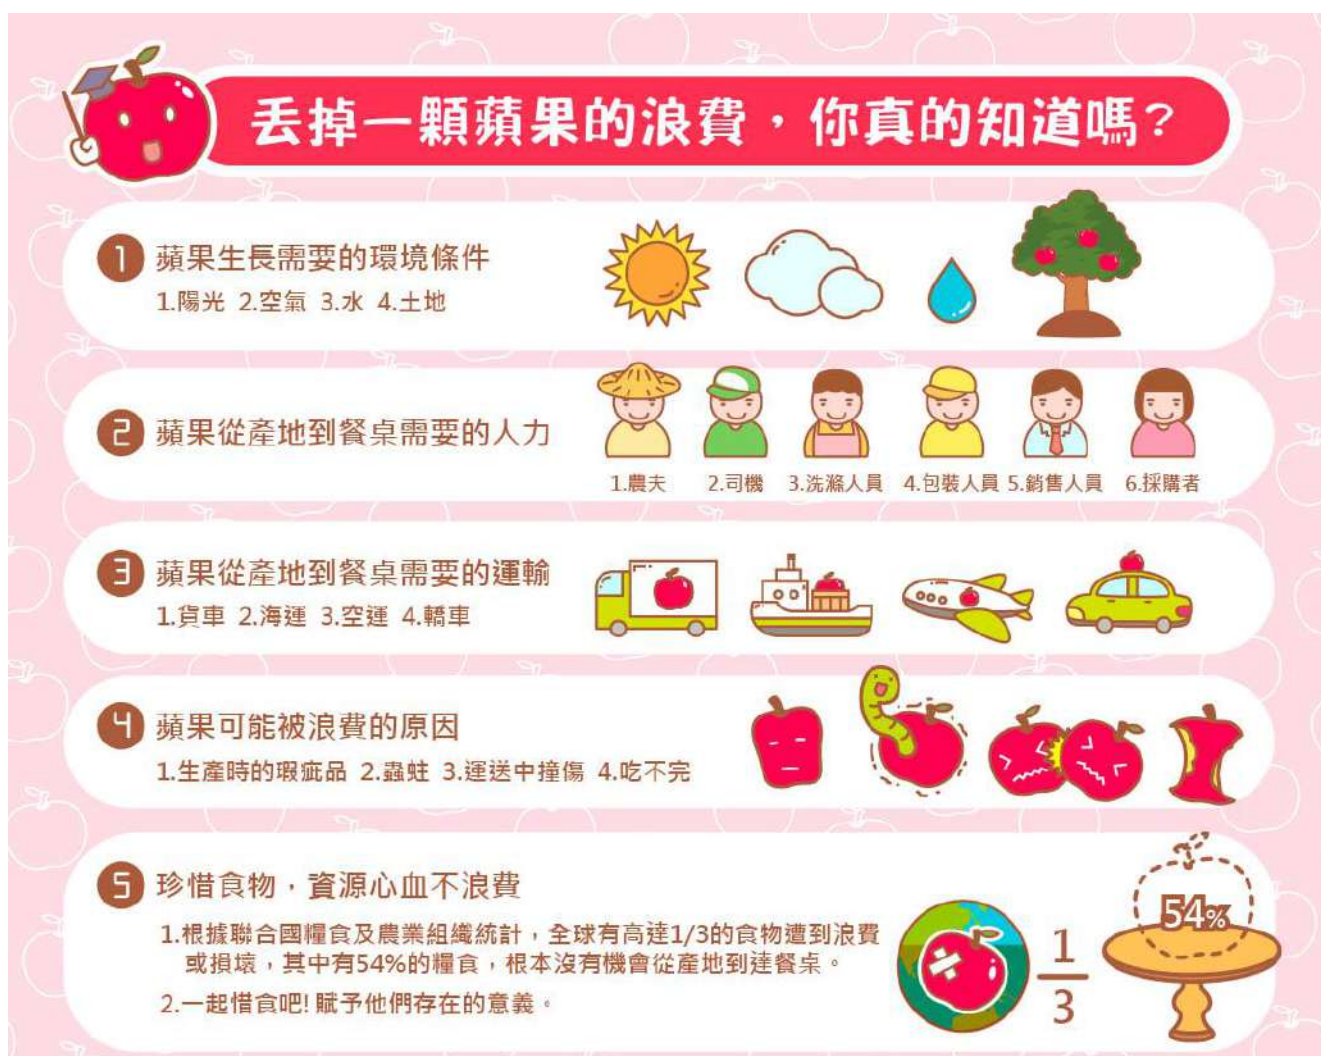 丟掉一顆蘋果的浪費，你真的知道嗎？
1 蘋果生長需要的環境條件
1.陽光 2.空氣 3.水 4.土地
2 蘋果從產地到餐桌需要的人力
1.農夫 2.司機 3.洗滌人員 4.包裝人員 5.銷售人員 6.採購者
3 蘋果從產地到餐桌需要的運輸
1.貨車 2.海運 3.空運 4.轎車
4 蘋果可能被浪費的原因
1.生產時的瑕疵品 2.蟲蛀 3.運送中撞傷 4.吃不完
5 珍惜食物，資源心血不浪費
1.根據聯合國糧食及農業組織統計，全球有高達1/3的食物遭到浪費
或損壞，其中有54%的糧食，根本沒有機會從產地到達餐桌。
2.一起惜食吧! 賦予他們存在的意義。
1
3
54%